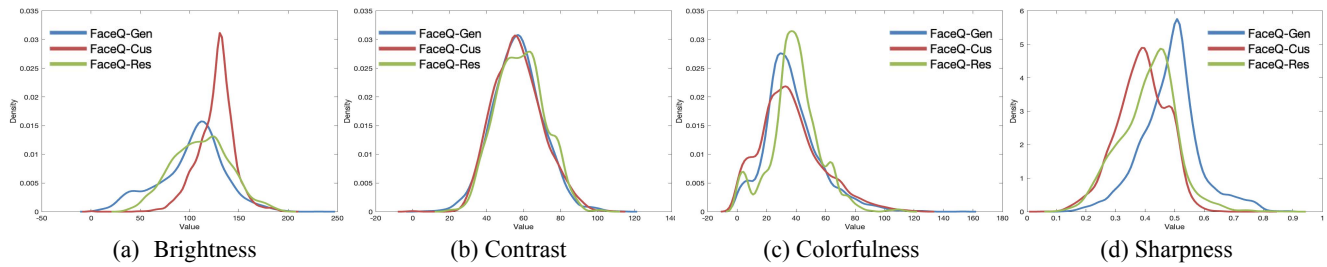 0.035
0.03
0.025
0.02
0.015
0.01
0.005
0
Density
FaceQ-Gen
FaceQ-Cus
FaceQ-Res
-50 0 50 100 150 200 250
Value
(a) Brightness
0.035
0.03
0.025
0.02
0.015
0.01
0.005
0
Density
FaceQ-Gen
FaceQ-Cus
FaceQ-Res
-20 0 20 40 60 80 100 120 140
Value
(b) Contrast
0.035
0.03
0.025
0.02
0.015
0.01
0.005
0
Density
FaceQ-Gen
FaceQ-Cus
FaceQ-Res
-20 0 20 40 60 80 100 120 140 160 180
Value
(c) Colorfulness
6
5
4
3
2
1
0
Density
FaceQ-Gen
FaceQ-Cus
FaceQ-Res
0 0.1 0.2 0.3 0.4 0.5 0.6 0.7 0.8 0.9 1
Value
(d) Sharpness